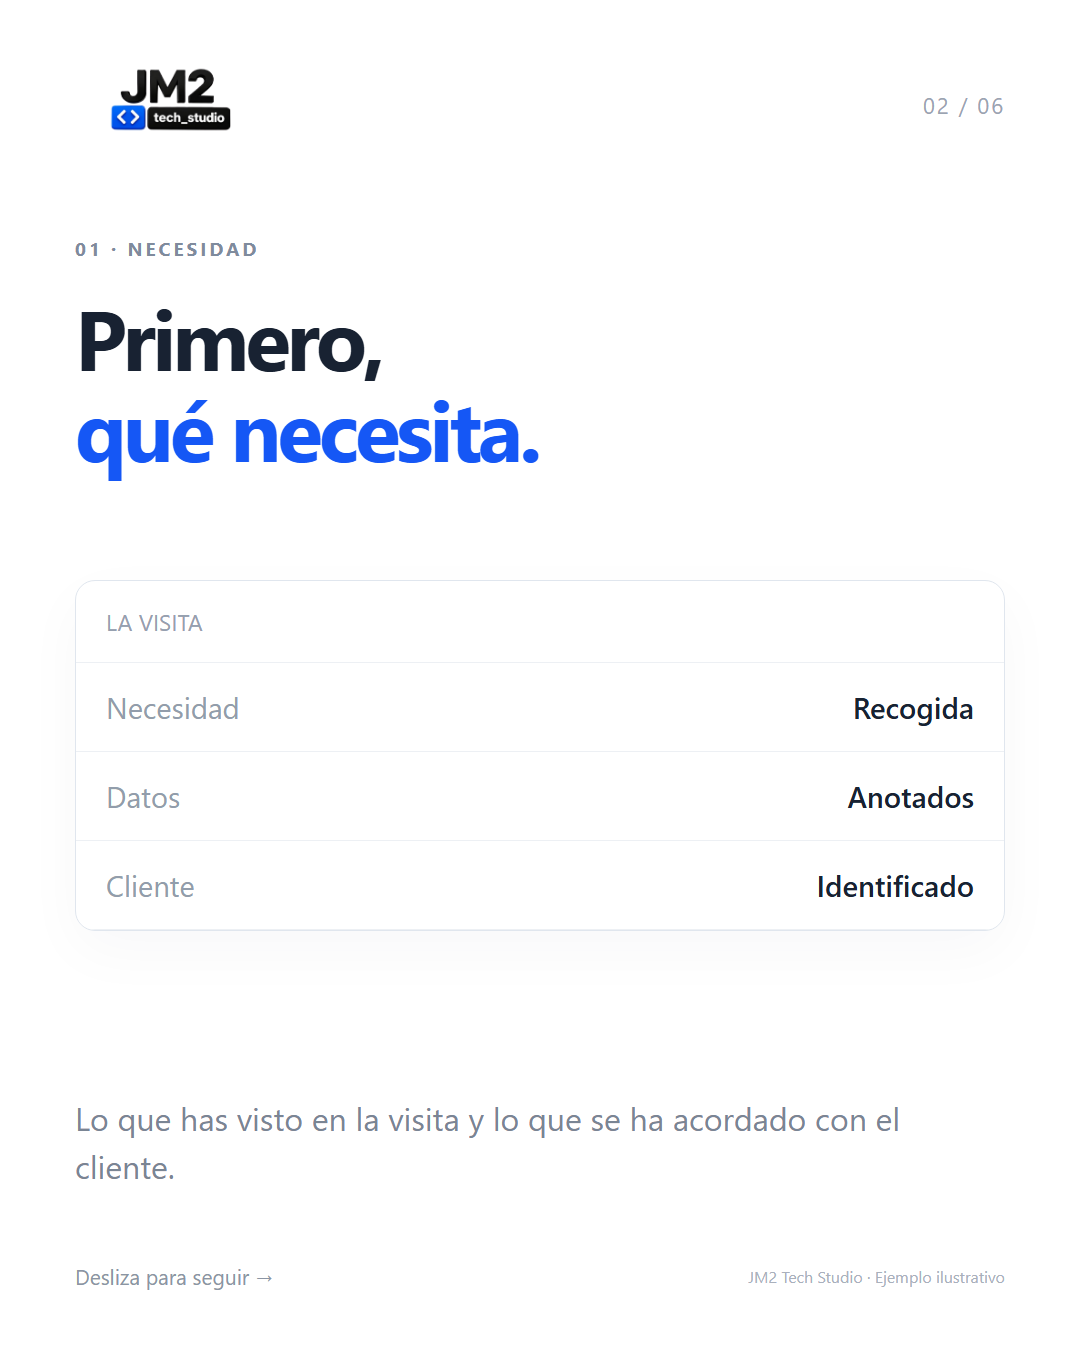 JM2
<> tech_studio
02 / 06
01 · NECESIDAD
Primero,
qué necesita.
LA VISITA
Necesidad Recogida
Datos Anotados
Cliente Identificado
Lo que has visto en la visita y lo que se ha acordado con el
cliente.
Desliza para seguir →
JM2 Tech Studio · Ejemplo ilustrativo